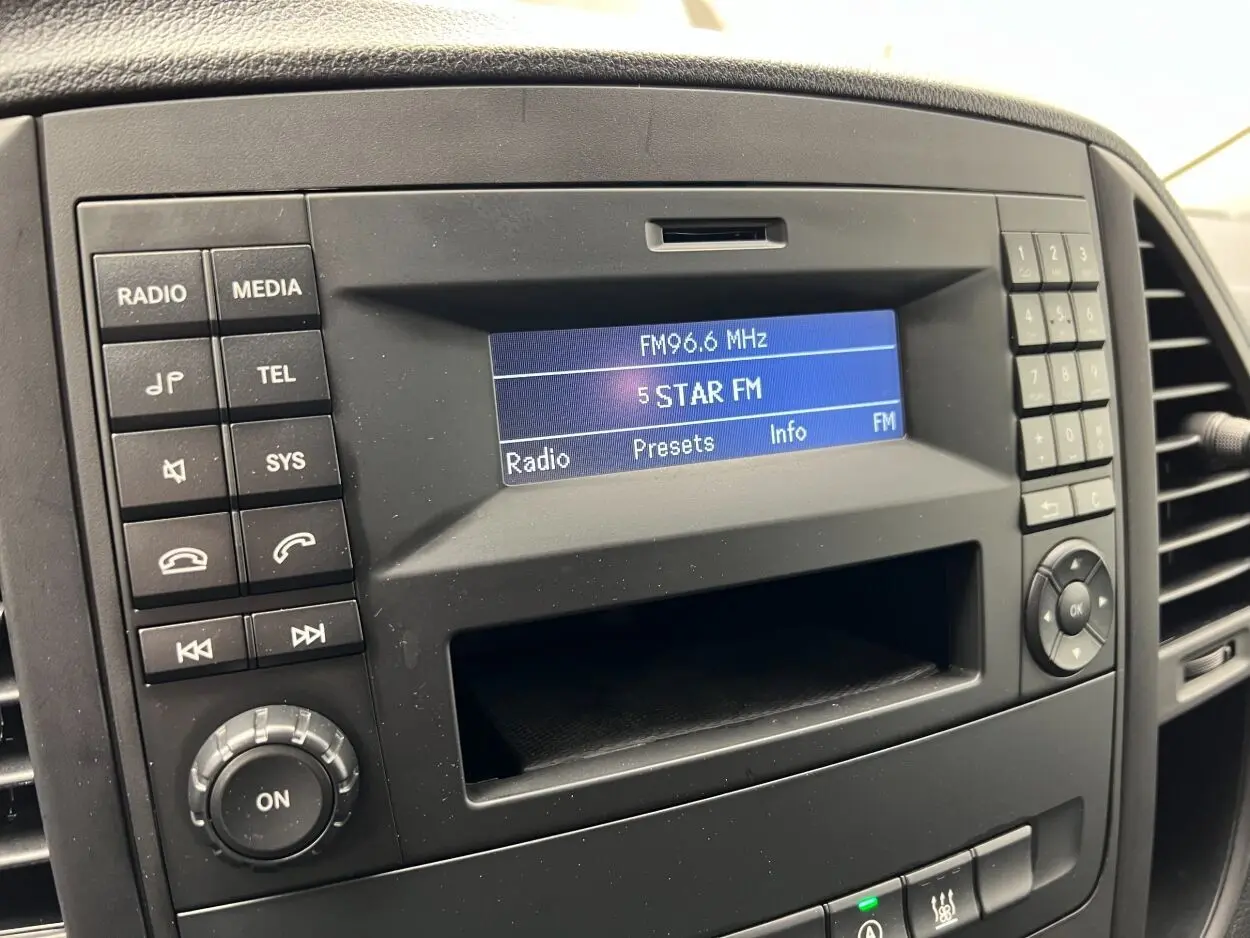 RADIO MEDIA
TEL
SYS
ON
FM96.6 MHz
5 STAR FM
Radio Presets Info FM
1 2 3
4 5 6
7 8 9
* 0 #
C
OK
A